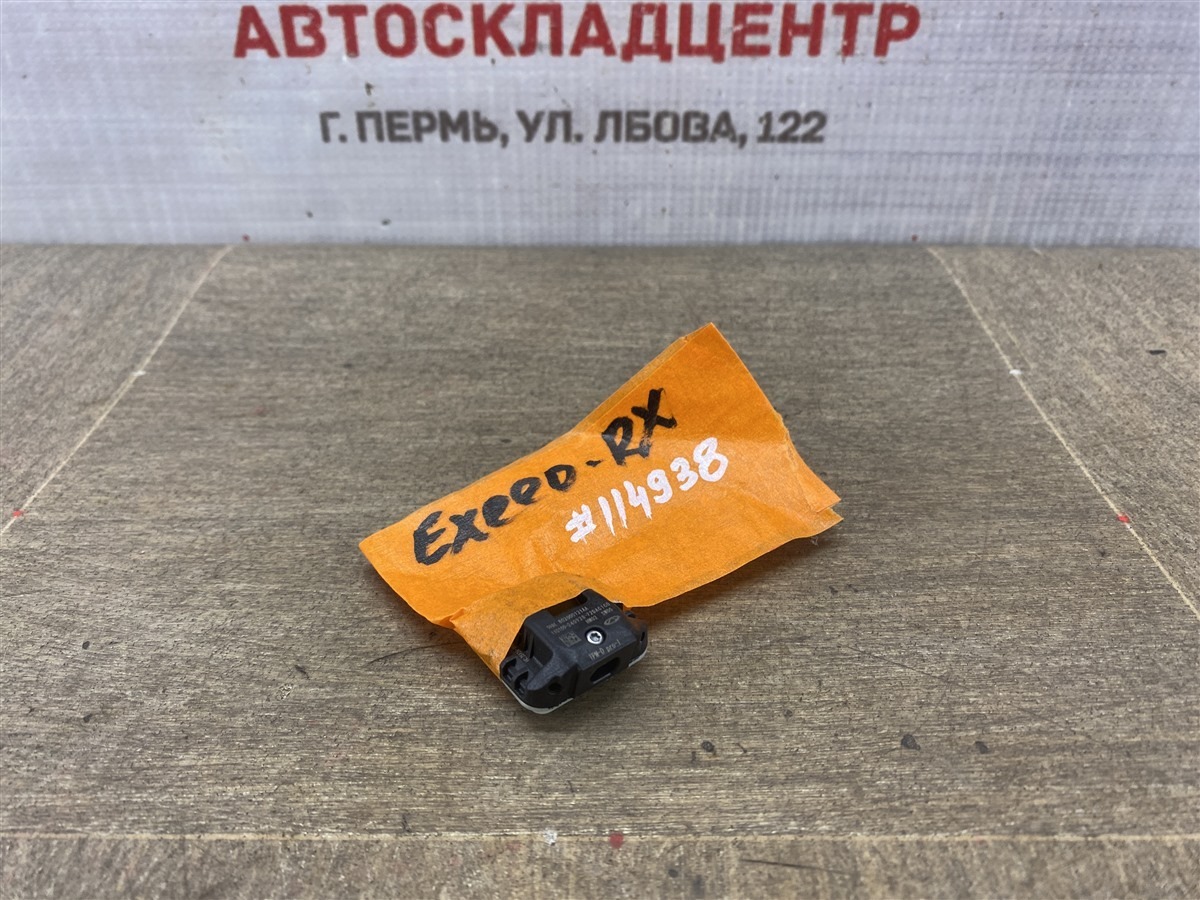 АВТОСКЛАДЦЕНТР
Г. ПЕРМЬ, УЛ. ЛБОВА, 122
Exeed-RX
#114938